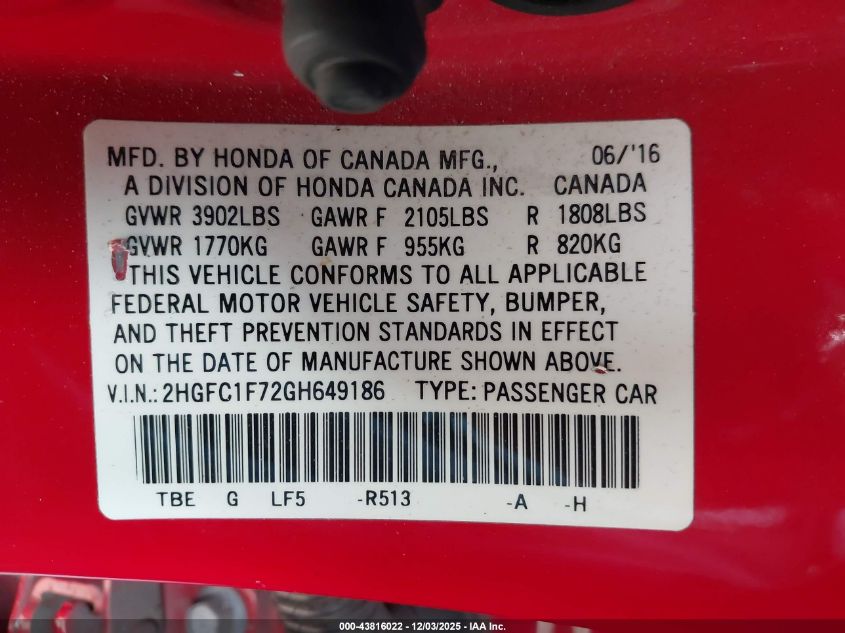 MFD. BY HONDA OF CANADA MFG., 06/'16
A DIVISION OF HONDA CANADA INC. CANADA
GVWR 3902LBS GAWR F 2105LBS R 1808LBS
GVWR 1770KG GAWR F 955KG R 820KG
THIS VEHICLE CONFORMS TO ALL APPLICABLE
FEDERAL MOTOR VEHICLE SAFETY, BUMPER,
AND THEFT PREVENTION STANDARDS IN EFFECT
ON THE DATE OF MANUFACTURE SHOWN ABOVE.
V.I.N.: 2HGFC1F72GH649186 TYPE: PASSENGER CAR
TBE G LF5 -R513 -A -H
000-43816022 - 12/03/2025 - IAA Inc.